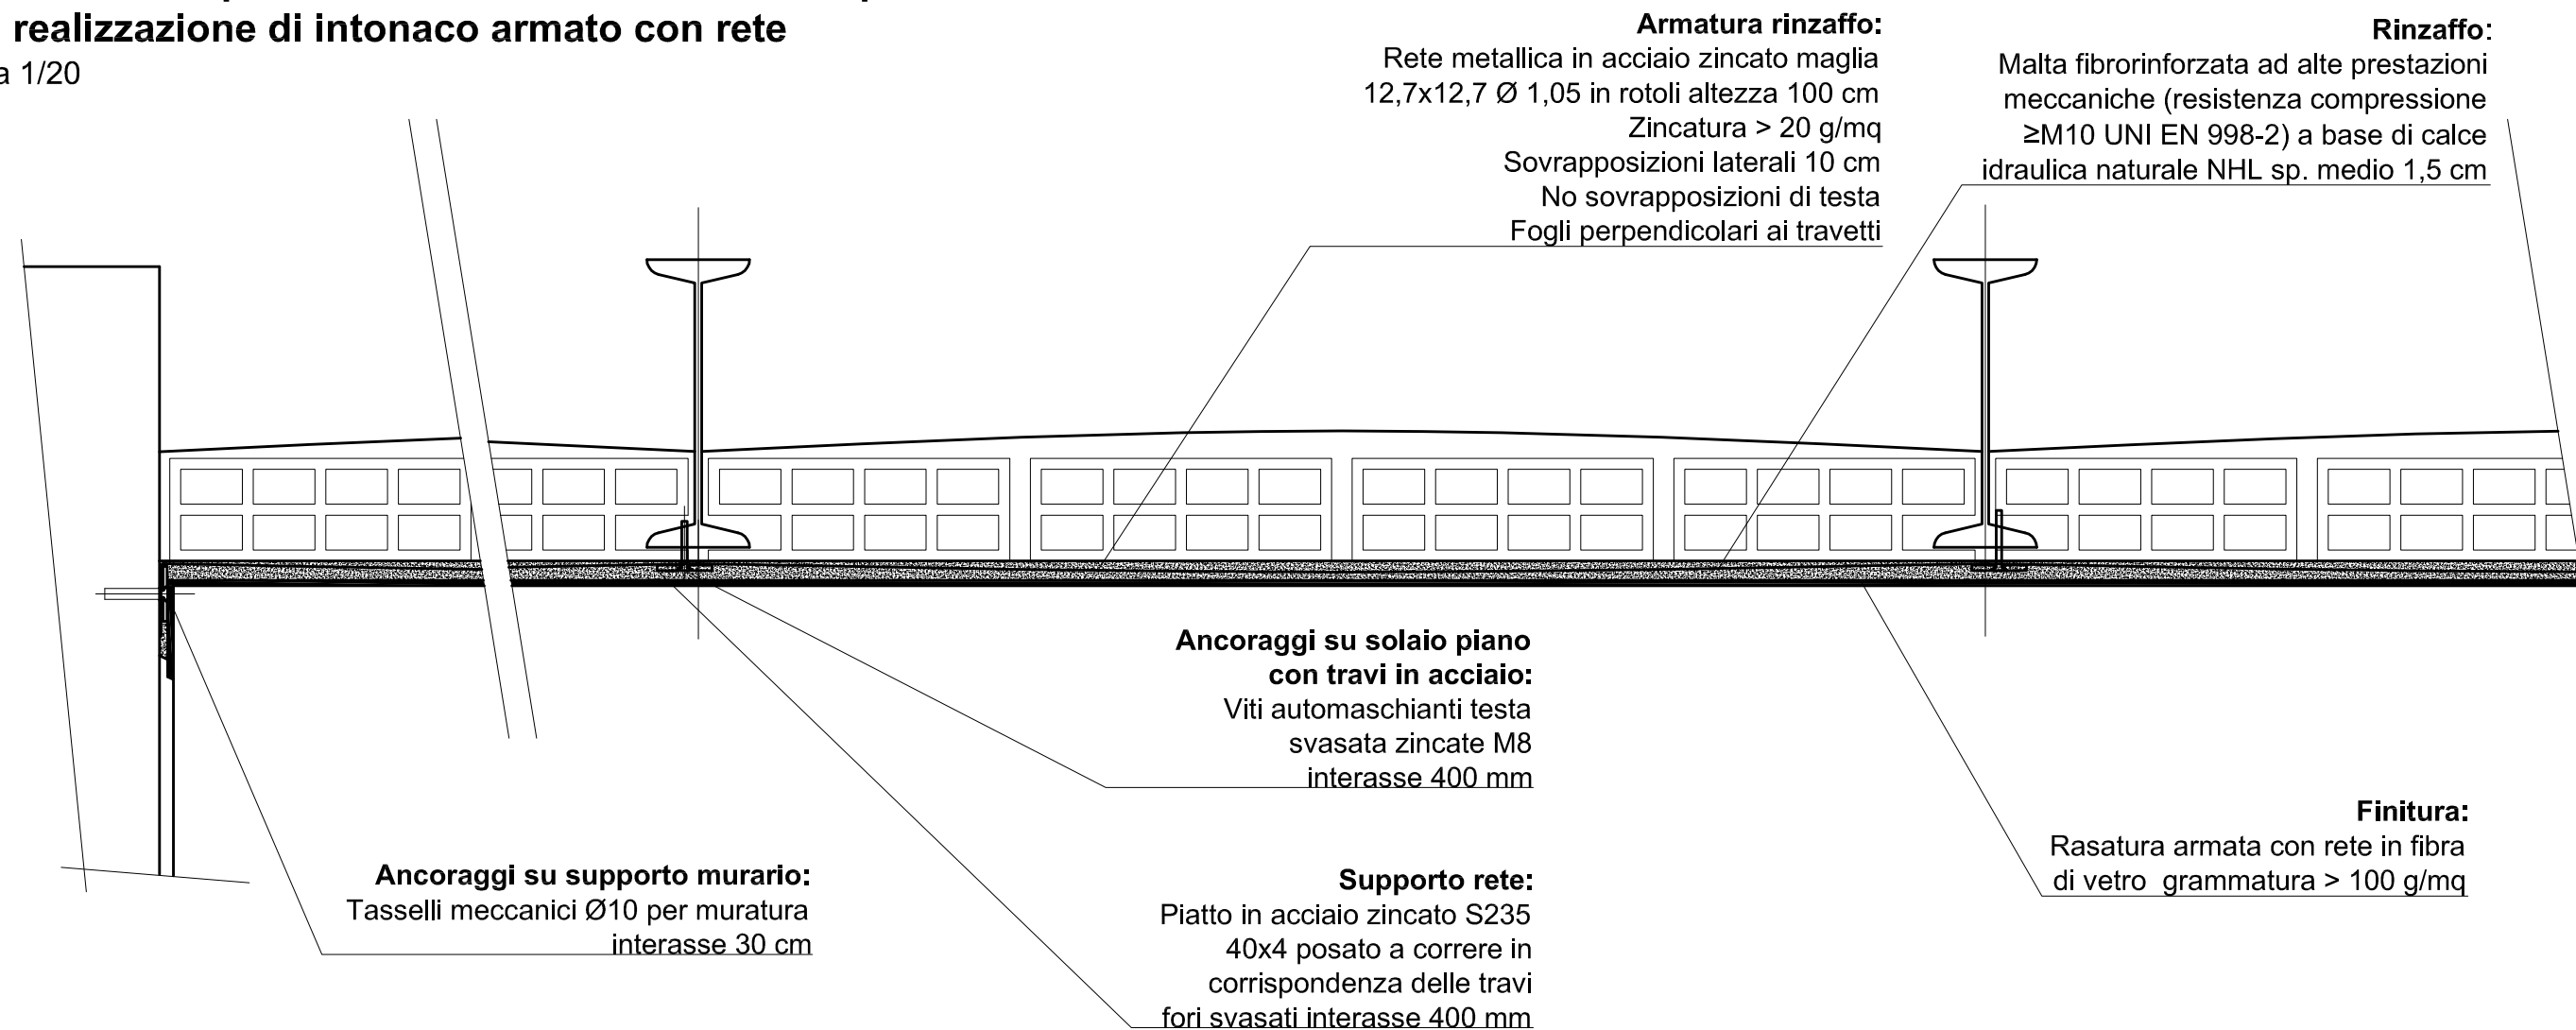 realizzazione di intonaco armato con rete
a 1/20
Armatura rinzaffo:
Rete metallica in acciaio zincato maglia
12,7x12,7 Ø 1,05 in rotoli altezza 100 cm
Zincatura > 20 g/mq
Sovrapposizioni laterali 10 cm
No sovrapposizioni di testa
Fogli perpendicolari ai travetti
Rinzaffo:
Malta fibrorinforzata ad alte prestazioni
meccaniche (resistenza compressione
≥M10 UNI EN 998-2) a base di calce
idraulica naturale NHL sp. medio 1,5 cm
Ancoraggi su solaio piano
con travi in acciaio:
Viti automaschianti testa
svasata zincate M8
interasse 400 mm
Ancoraggi su supporto murario:
Tasselli meccanici Ø10 per muratura
interasse 30 cm
Supporto rete:
Piatto in acciaio zincato S235
40x4 posato a correre in
corrispondenza delle travi
fori svasati interasse 400 mm
Finitura:
Rasatura armata con rete in fibra
di vetro  grammatura > 100 g/mq